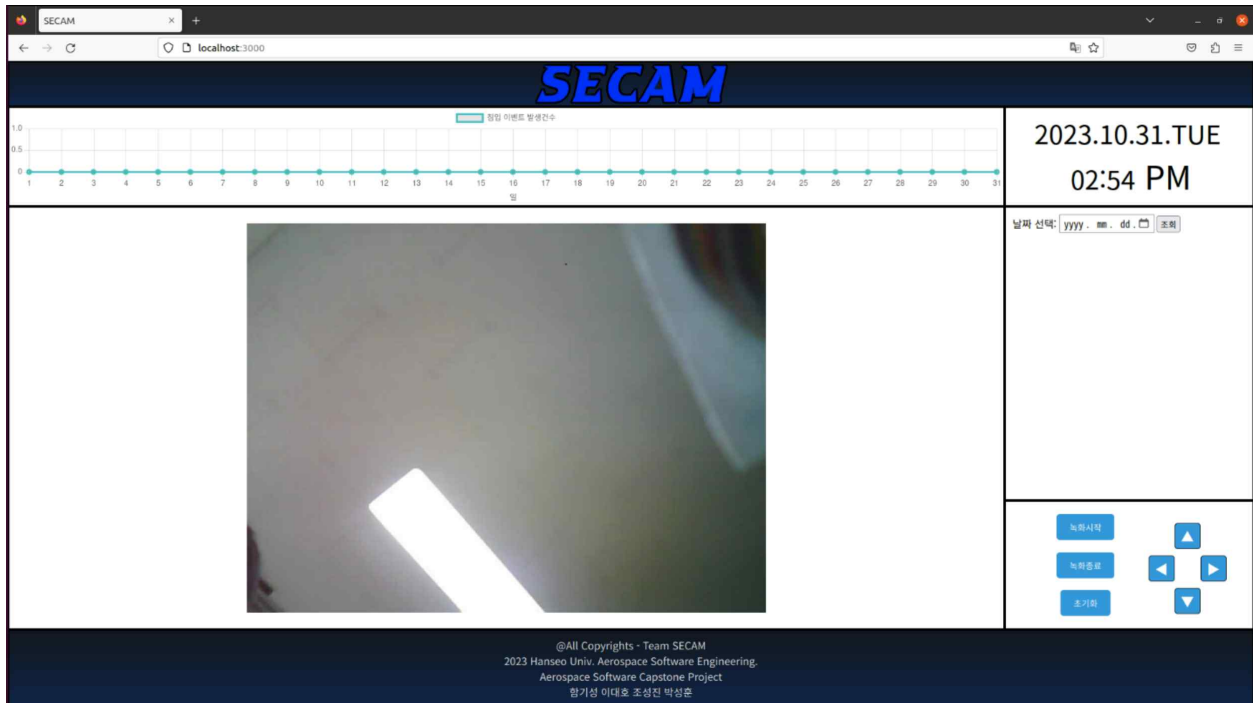 SECAM
localhost:3000
SECAM
침입 이벤트 발생건수
1.0
0.5
0
1 2 3 4 5 6 7 8 9 10 11 12 13 14 15 16 17 18 19 20 21 22 23 24 25 26 27 28 29 30 31
일
2023.10.31.TUE
02:54 PM
날짜 선택: yyyy. mm. dd. 조회
녹화시작
녹화종료
초기화
@All Copyrights - Team SECAM
2023 Hanseo Univ. Aerospace Software Engineering.
Aerospace Software Capstone Project
함기성 이대호 조성진 박성훈